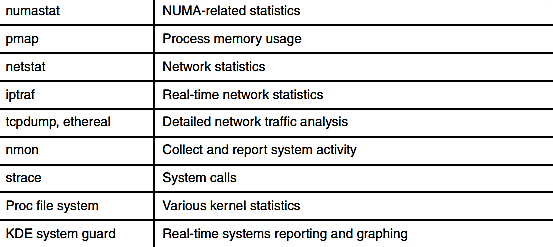 numastat NUMA-related statistics
pmap Process memory usage
netstat Network statistics
iptraf Real-time network statistics
tcpdump, ethereal Detailed network traffic analysis
nmon Collect and report system activity
strace System calls
Proc file system Various kernel statistics
KDE system guard Real-time systems reporting and graphing